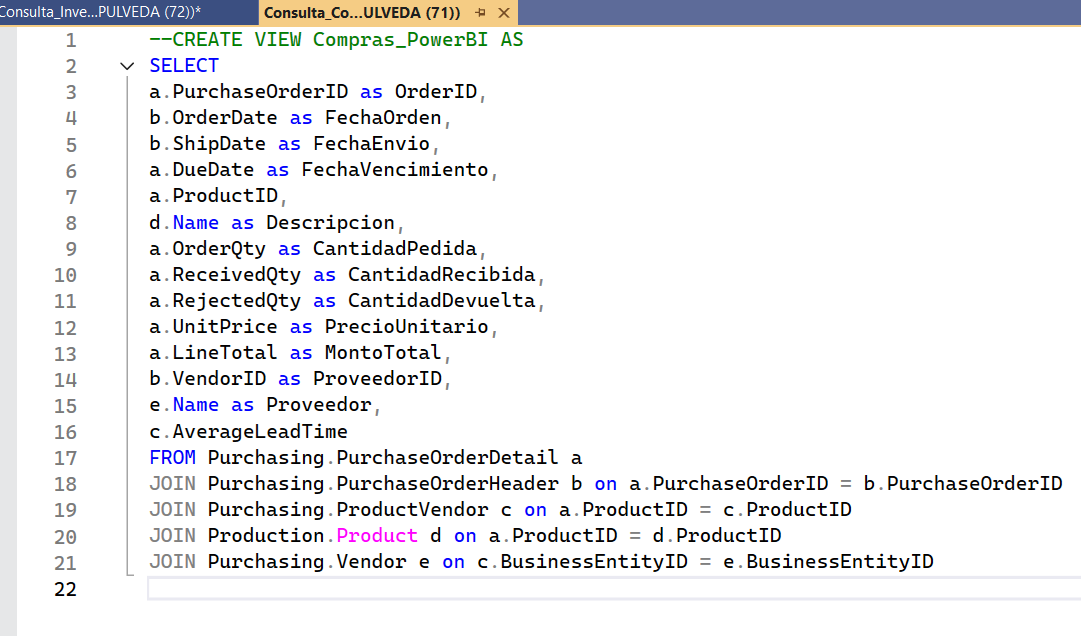 Consulta_Inve...PULVEDA (72))*
Consulta_Co...ULVEDA (71))
1 --CREATE VIEW Compras_PowerBI AS
2 SELECT
3 a.PurchaseOrderID as OrderID,
4 b.OrderDate as FechaOrden,
5 b.ShipDate as FechaEnvio,
6 a.DueDate as FechaVencimiento,
7 a.ProductID,
8 d.Name as Descripcion,
9 a.OrderQty as CantidadPedida,
10 a.ReceivedQty as CantidadRecibida,
11 a.RejectedQty as CantidadDevuelta,
12 a.UnitPrice as PrecioUnitario,
13 a.LineTotal as MontoTotal,
14 b.VendorID as ProveedorID,
15 e.Name as Proveedor,
16 c.AverageLeadTime
17 FROM Purchasing.PurchaseOrderDetail a
18 JOIN Purchasing.PurchaseOrderHeader b on a.PurchaseOrderID = b.PurchaseOrderID
19 JOIN Purchasing.ProductVendor c on a.ProductID = c.ProductID
20 JOIN Production.Product d on a.ProductID = d.ProductID
21 JOIN Purchasing.Vendor e on c.BusinessEntityID = e.BusinessEntityID
22